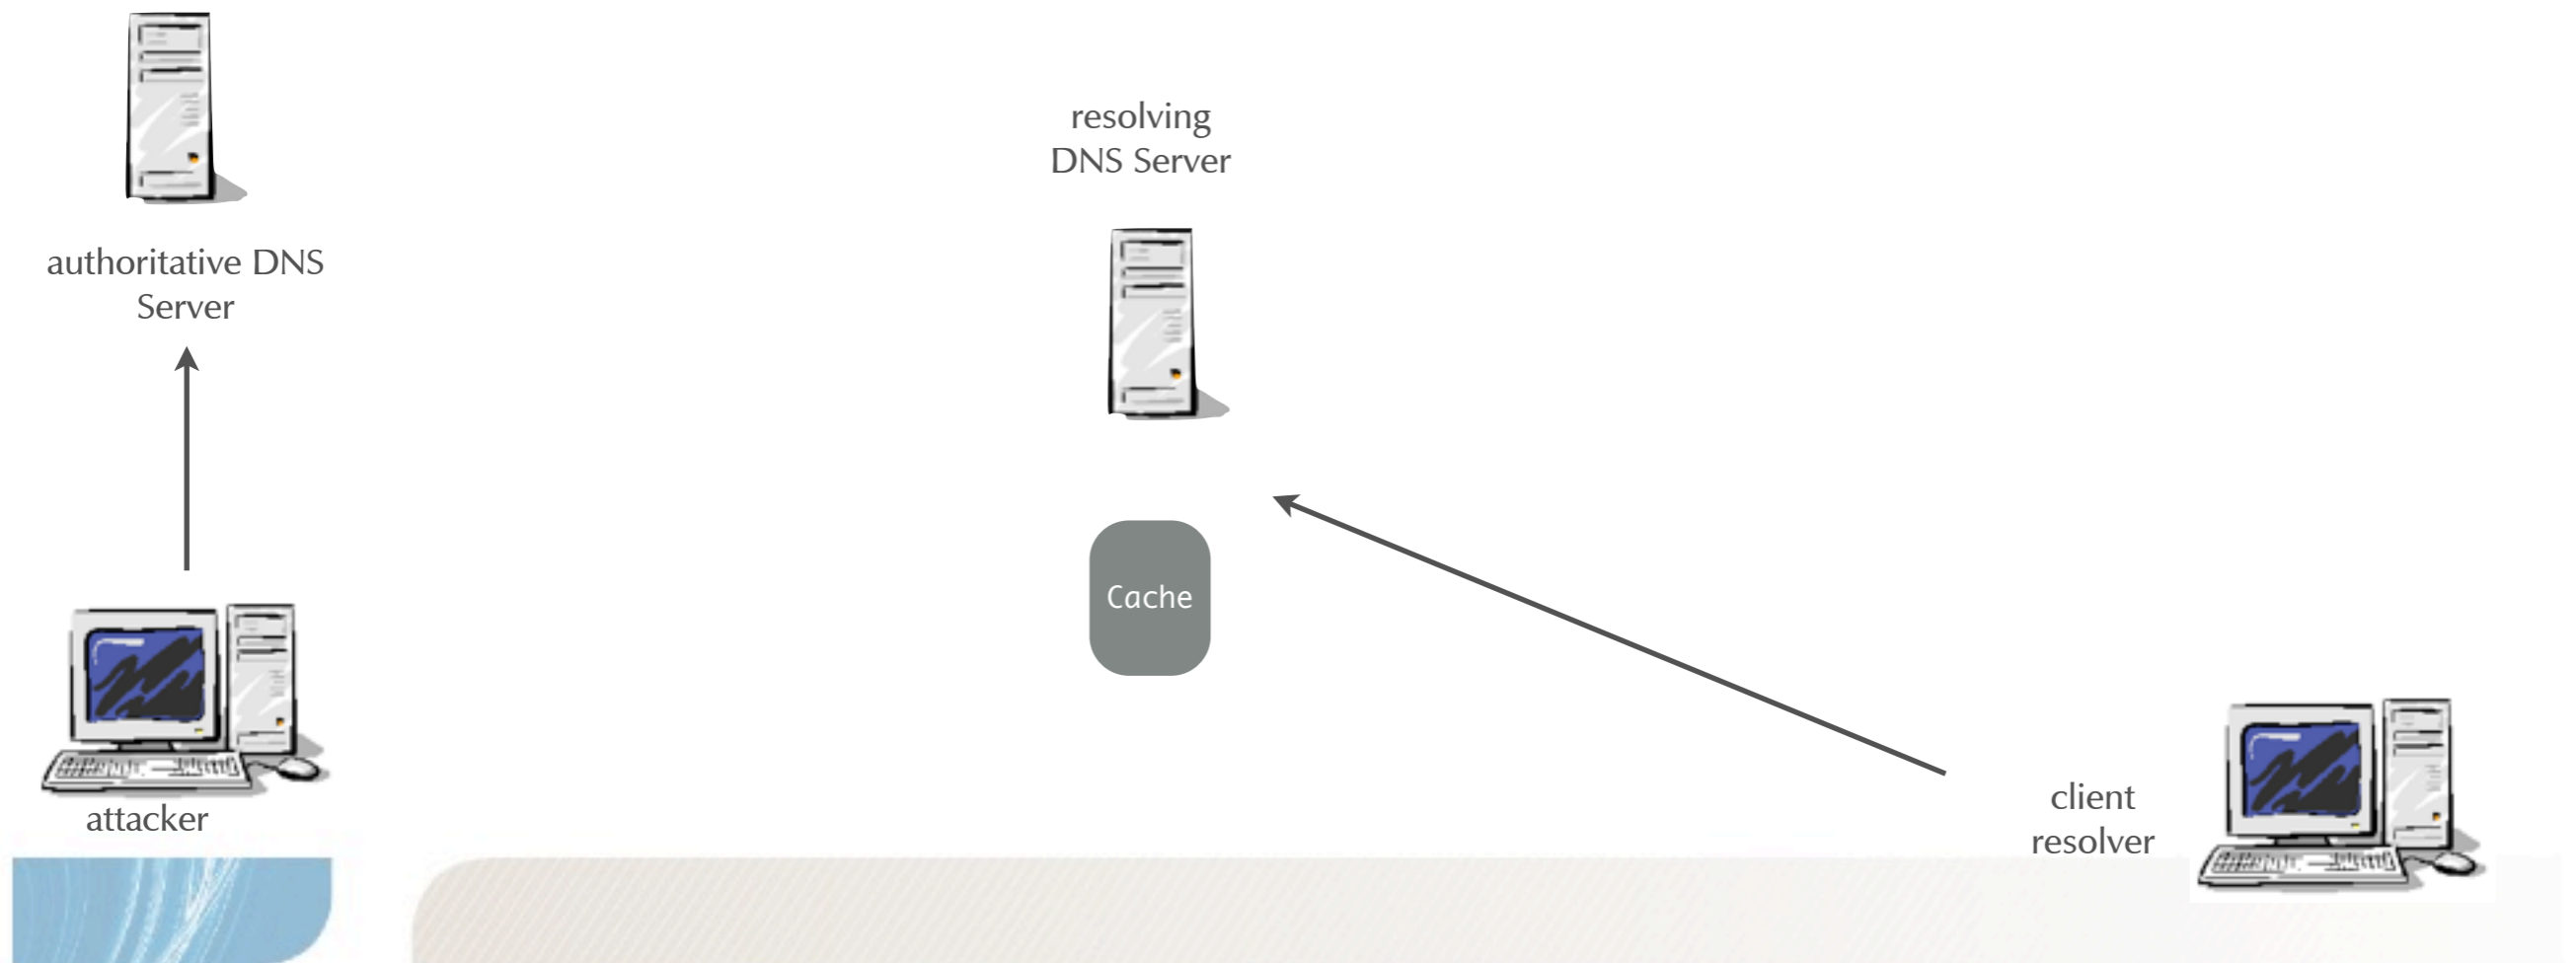 resolving
DNS Server
authoritative DNS
Server
Cache
attacker
client
resolver